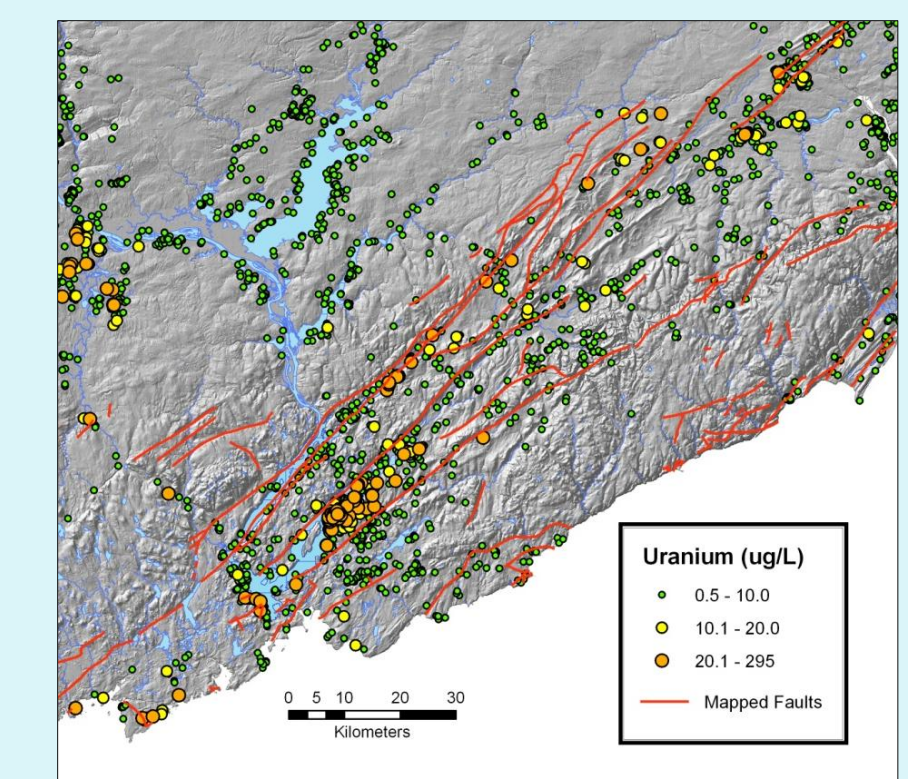 Uranium (ug/L)
0.5 - 10.0
10.1 - 20.0
20.1 - 295
Mapped Faults
0 5 10 20 30
Kilometers